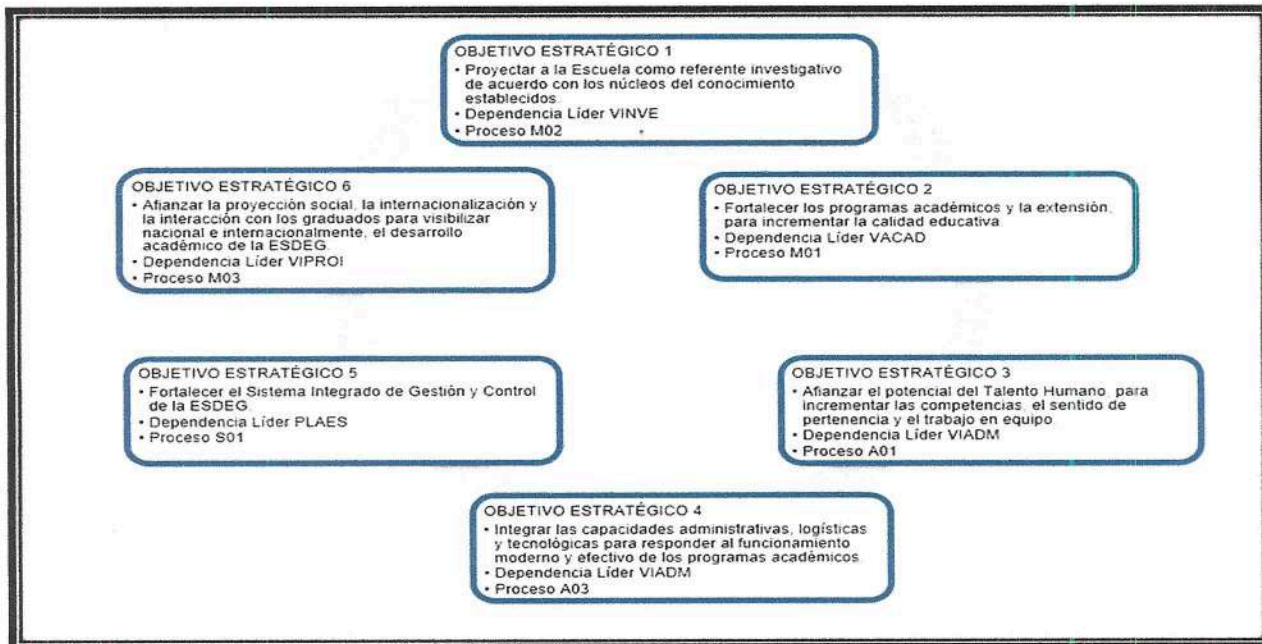 OBJETIVO ESTRATÉGICO 1
• Proyectar a la Escuela como referente investigativo
de acuerdo con los núcleos del conocimiento
establecidos.
• Dependencia Líder VINVE
• Proceso M02
OBJETIVO ESTRATÉGICO 6
• Afianzar la proyección social, la internacionalización y
la interacción con los graduados para visibilizar
nacional e internacionalmente, el desarrollo
académico de la ESDEG.
• Dependencia Líder VIPROI
• Proceso M03
OBJETIVO ESTRATÉGICO 2
• Fortalecer los programas académicos y la extensión,
para incrementar la calidad educativa
• Dependencia Líder VACAD
• Proceso M01
OBJETIVO ESTRATÉGICO 5
• Fortalecer el Sistema Integrado de Gestión y Control
de la ESDEG.
• Dependencia Líder PLAES
• Proceso S01
OBJETIVO ESTRATÉGICO 3
• Afianzar el potencial del Talento Humano, para
incrementar las competencias, el sentido de
pertenencia y el trabajo en equipo
• Dependencia Líder VIADM
• Proceso A01
OBJETIVO ESTRATÉGICO 4
• Integrar las capacidades administrativas, logísticas
y tecnológicas para responder al funcionamiento
moderno y efectivo de los programas académicos
• Dependencia Líder VIADM
• Proceso A03